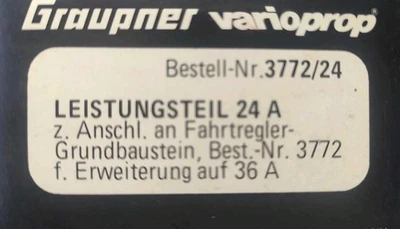 Graupner varioprop®
Bestell-Nr.3772/24
LEISTUNGSTEIL 24 A
z. Anschl. an Fahrtregler-
Grundbaustein, Best.-Nr. 3772
f. Erweiterung auf 36 A